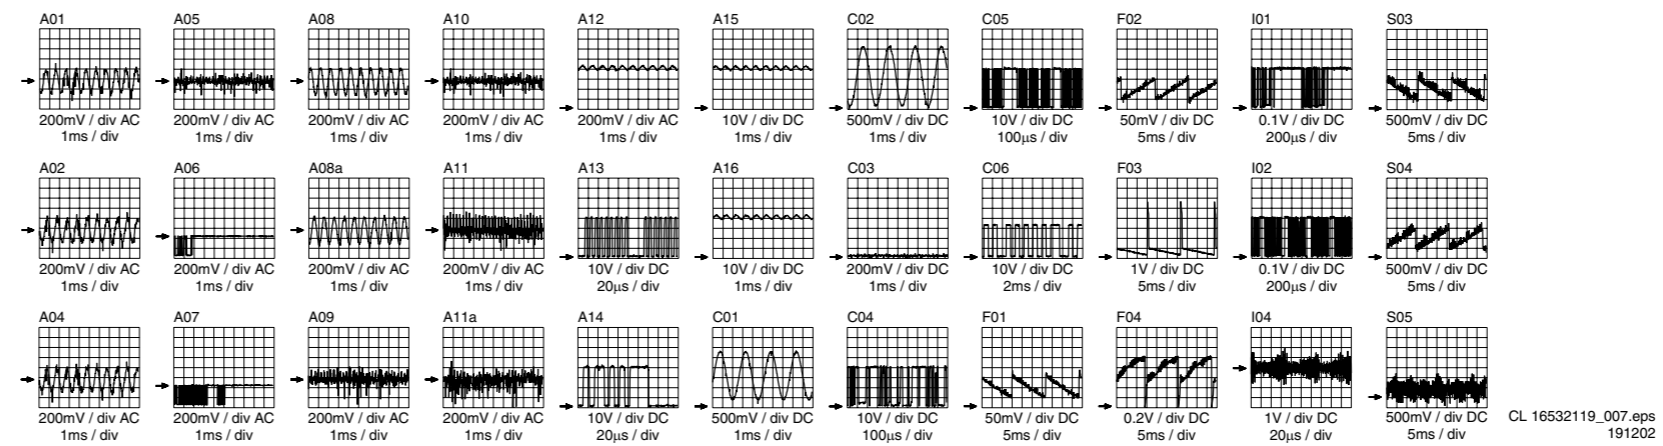 A01 A05 A08 A10 A12 A15 C02 C05 F02 I01 S03
200mV / div AC 200mV / div AC 200mV / div AC 200mV / div AC 200mV / div AC 10V / div DC 500mV / div DC 10V / div DC 50mV / div DC 0.1V / div DC 500mV / div DC
1ms / div 1ms / div 1ms / div 1ms / div 1ms / div 1ms / div 1ms / div 100μs / div 5ms / div 200μs / div 5ms / div
A02 A06 A08a A11 A13 A16 C03 C06 F03 I02 S04
200mV / div AC 200mV / div AC 200mV / div AC 200mV / div AC 10V / div DC 10V / div DC 200mV / div DC 10V / div DC 1V / div DC 0.1V / div DC 500mV / div DC
1ms / div 1ms / div 1ms / div 1ms / div 20μs / div 1ms / div 1ms / div 2ms / div 5ms / div 200μs / div 5ms / div
A04 A07 A09 A11a A14 C01 C04 F01 F04 I04 S05
200mV / div AC 200mV / div AC 200mV / div AC 200mV / div AC 10V / div DC 500mV / div DC 10V / div DC 50mV / div DC 0.2V / div DC 1V / div DC 500mV / div DC
1ms / div 1ms / div 1ms / div 1ms / div 20μs / div 1ms / div 100μs / div 5ms / div 5ms / div 20μs / div 5ms / div
CL 16532119_007.eps
191202